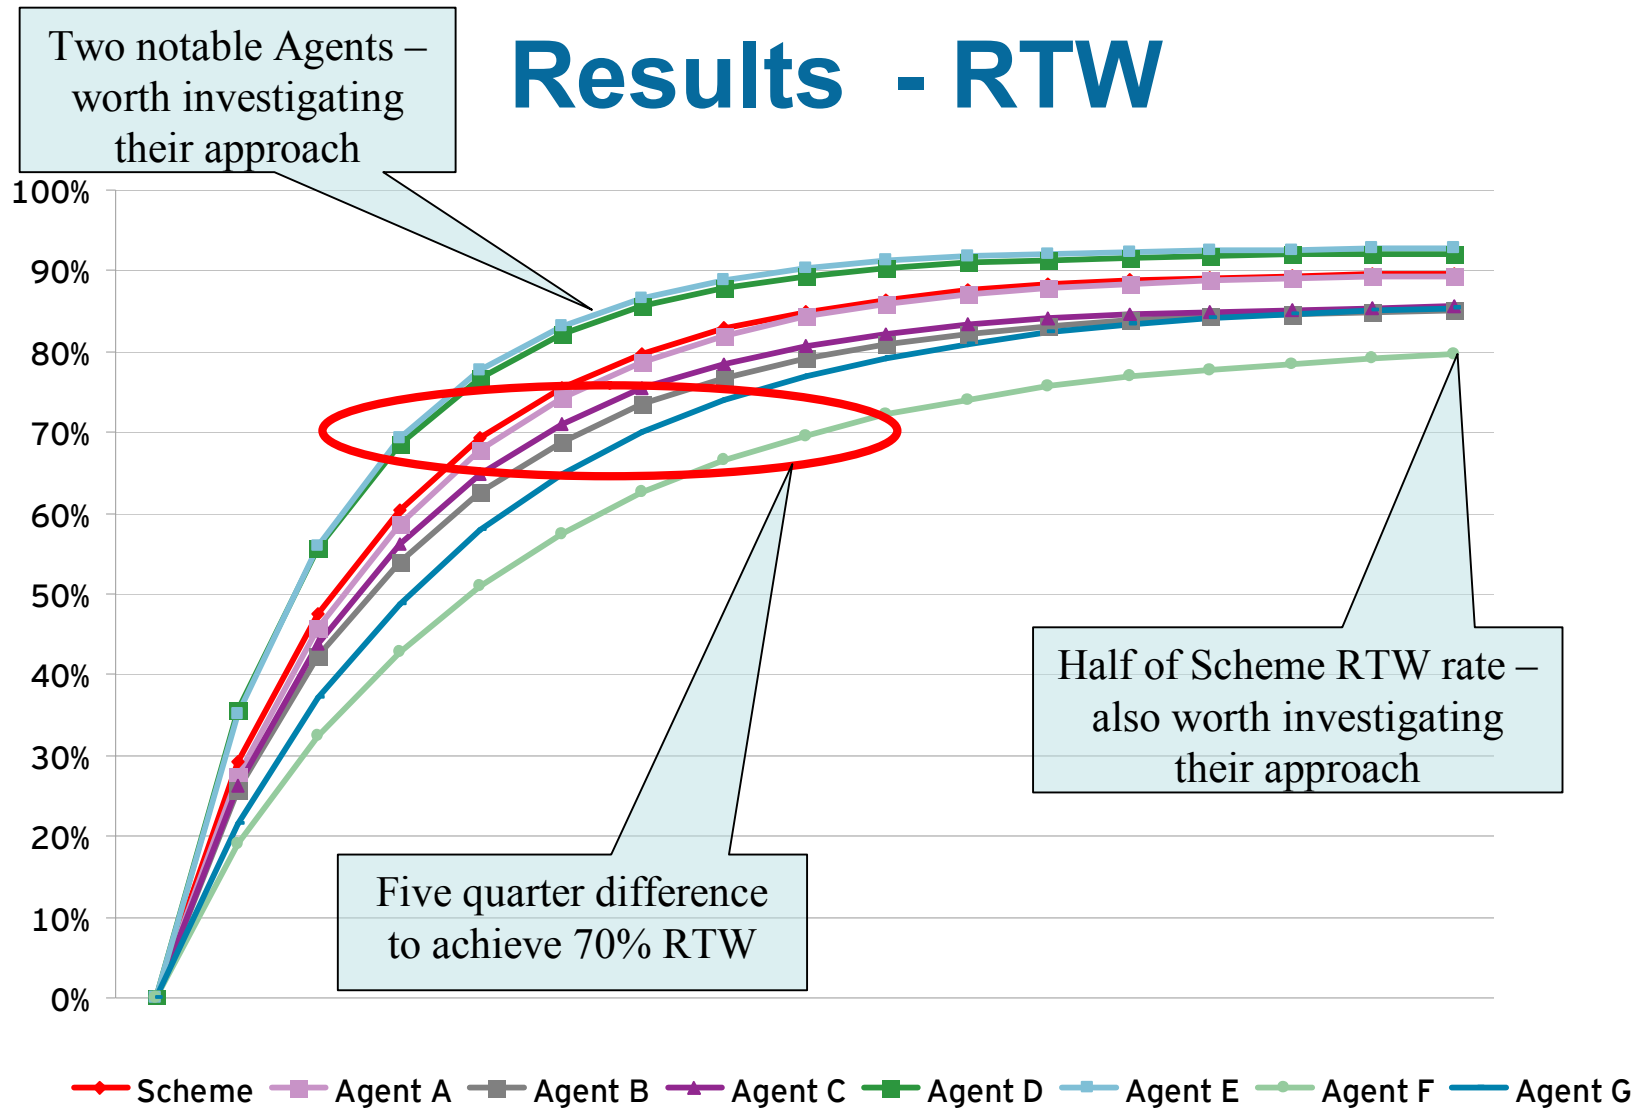 Two notable Agents –
worth investigating
their approach
Results - RTW
100%
90%
80%
70%
60%
50%
40%
30%
20%
10%
0%
Half of Scheme RTW rate –
also worth investigating
their approach
Five quarter difference
to achieve 70% RTW
Scheme Agent A Agent B Agent C Agent D Agent E Agent F Agent G